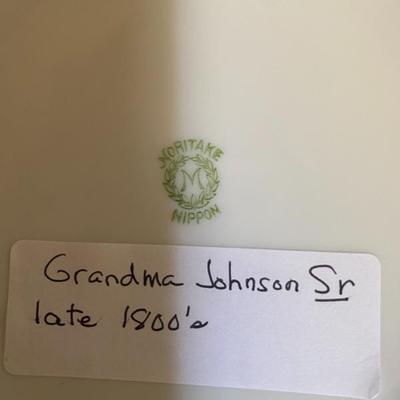 NORITAKE
M
NIPPON
Grandma Johnson Sr
late 1800's